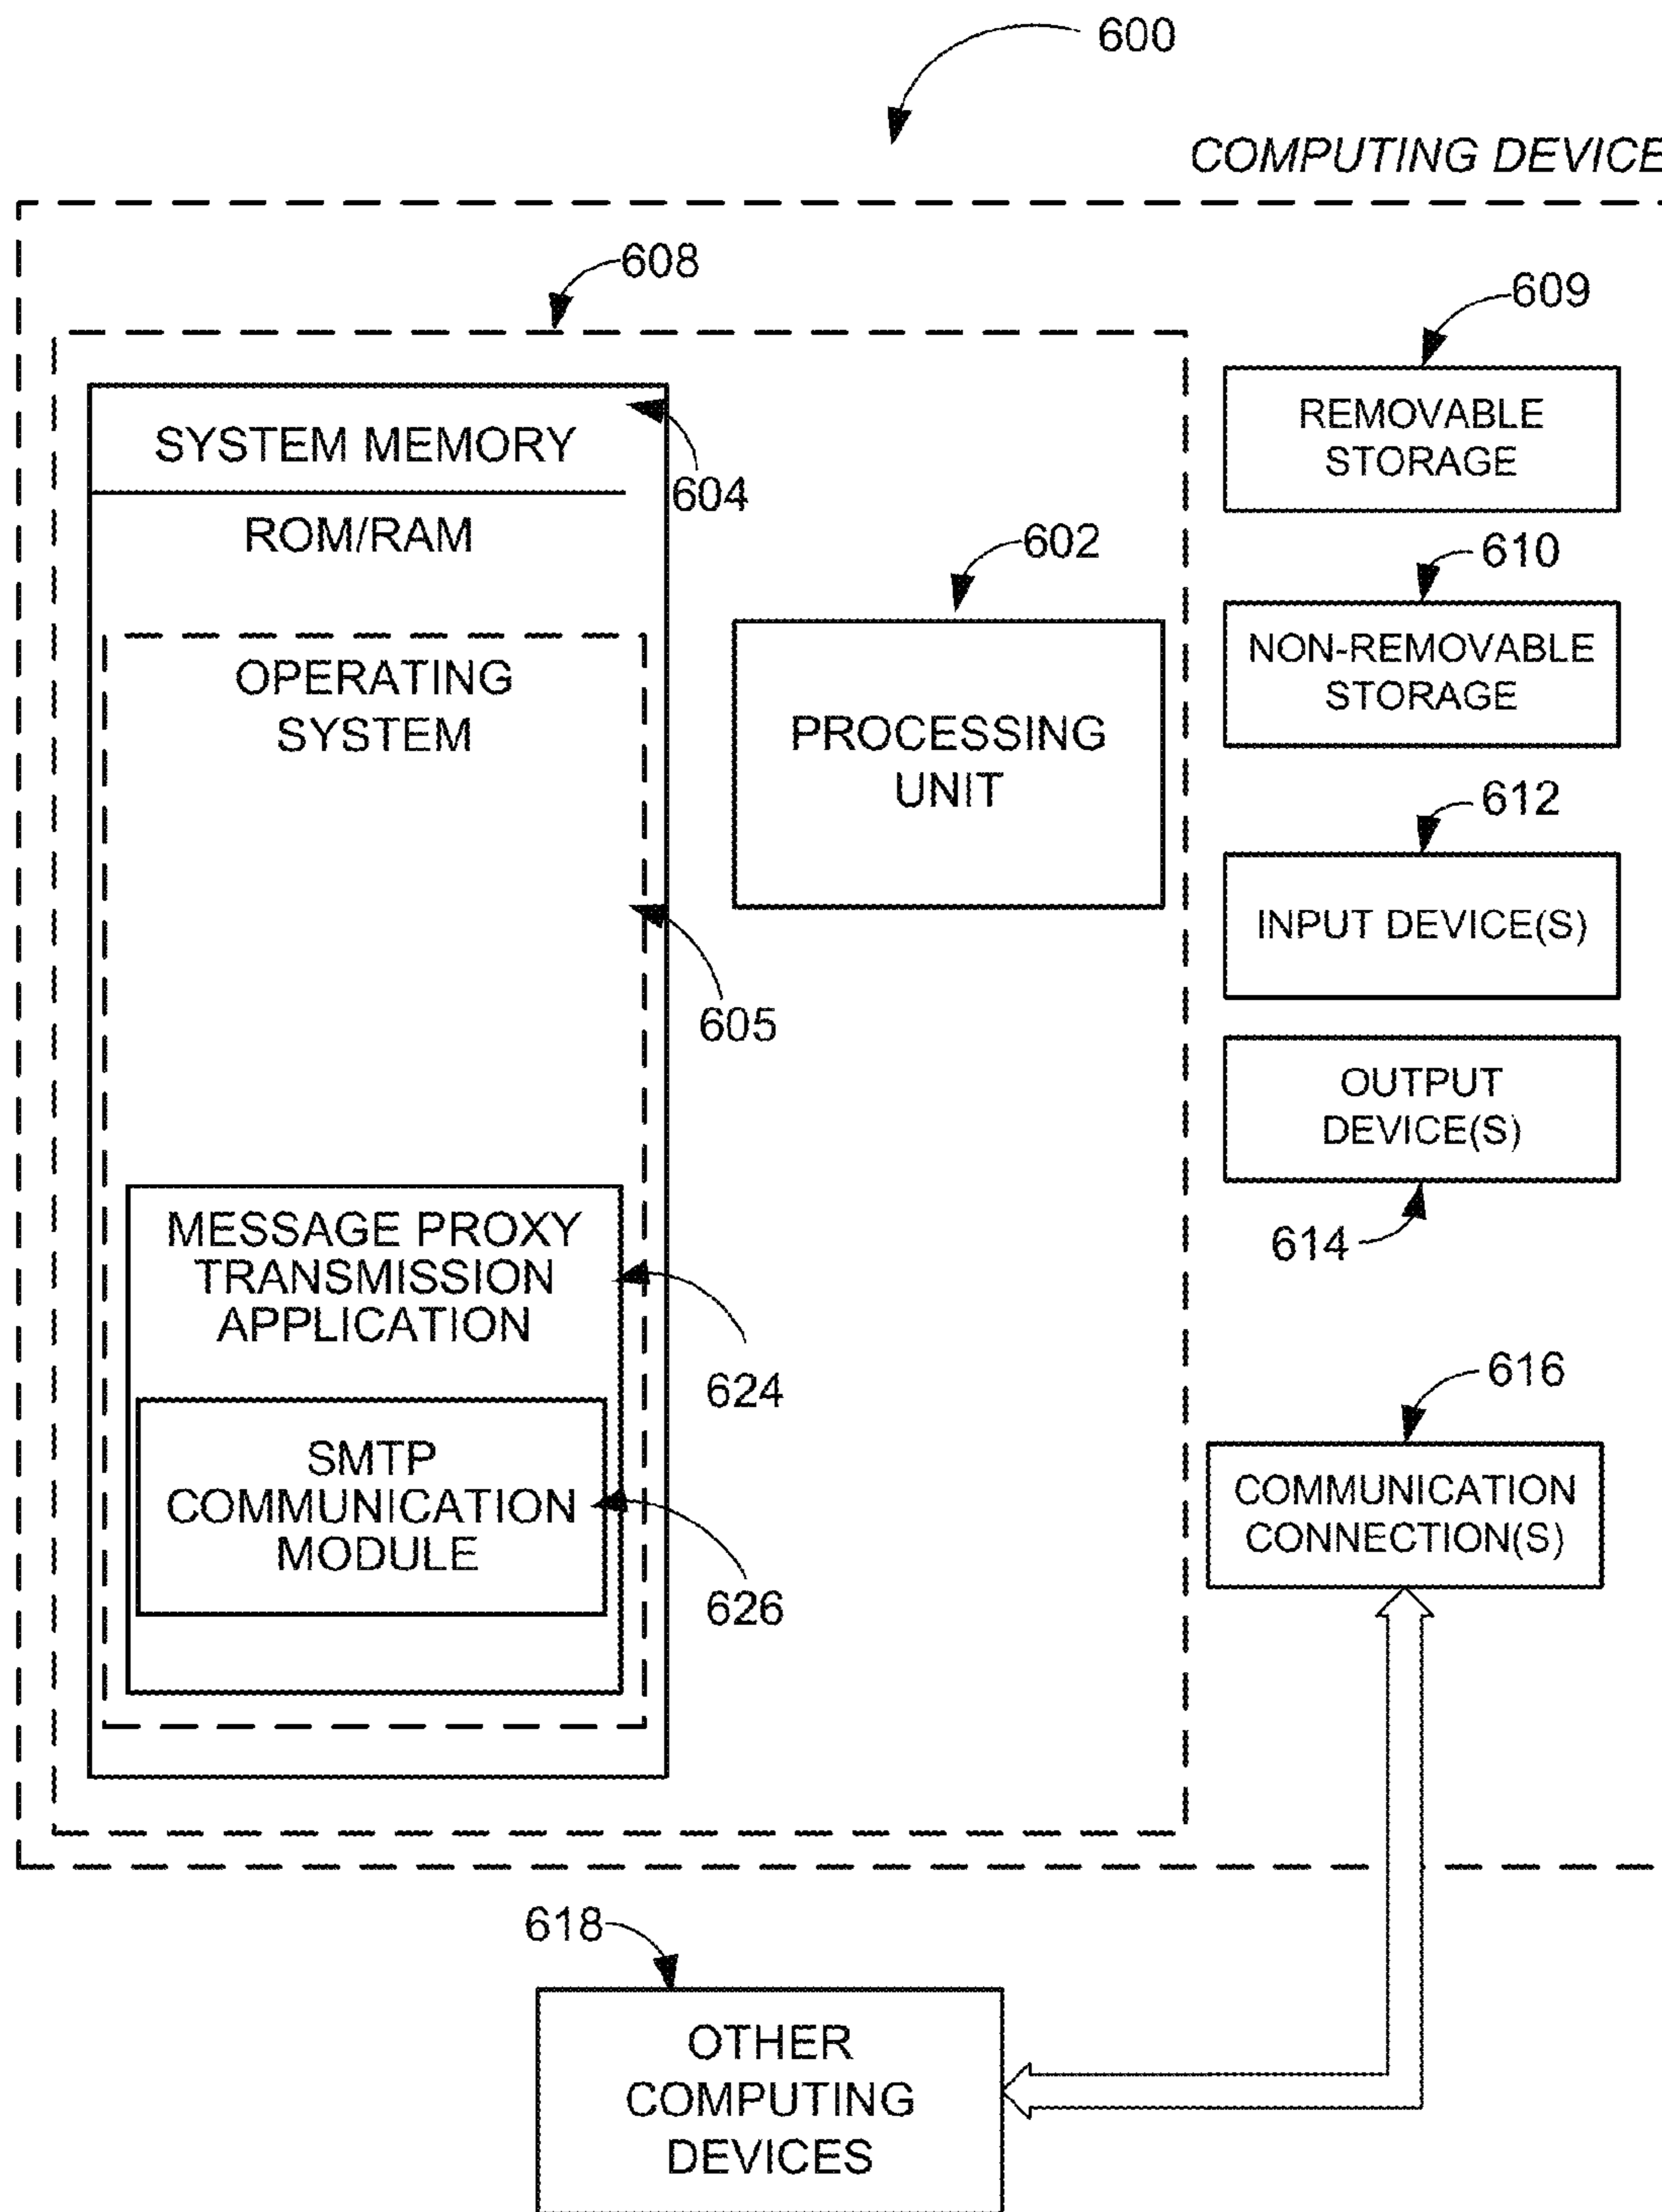 600
COMPUTING DEVICE
608
609
SYSTEM MEMORY
604
ROM/RAM
REMOVABLE
STORAGE
602
610
OPERATING
SYSTEM
PROCESSING
UNIT
NON-REMOVABLE
STORAGE
612
INPUT DEVICE(S)
605
OUTPUT
DEVICE(S)
614
MESSAGE PROXY
TRANSMISSION
APPLICATION
624
616
SMTP
COMMUNICATION
MODULE
626
COMMUNICATION
CONNECTION(S)
618
OTHER
COMPUTING
DEVICES